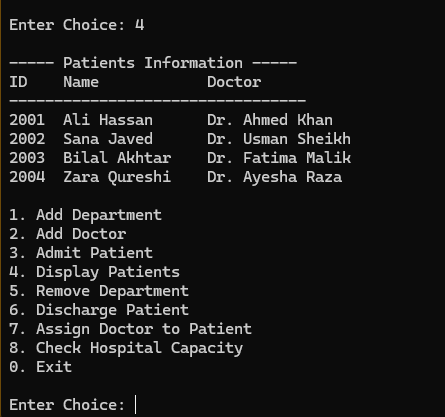 Enter Choice: 4
----- Patients Information -----
ID    Name            Doctor
---------------------------------
2001  Ali Hassan      Dr. Ahmed Khan
2002  Sana Javed      Dr. Usman Sheikh
2003  Bilal Akhtar    Dr. Fatima Malik
2004  Zara Qureshi    Dr. Ayesha Raza
1. Add Department
2. Add Doctor
3. Admit Patient
4. Display Patients
5. Remove Department
6. Discharge Patient
7. Assign Doctor to Patient
8. Check Hospital Capacity
0. Exit
Enter Choice: